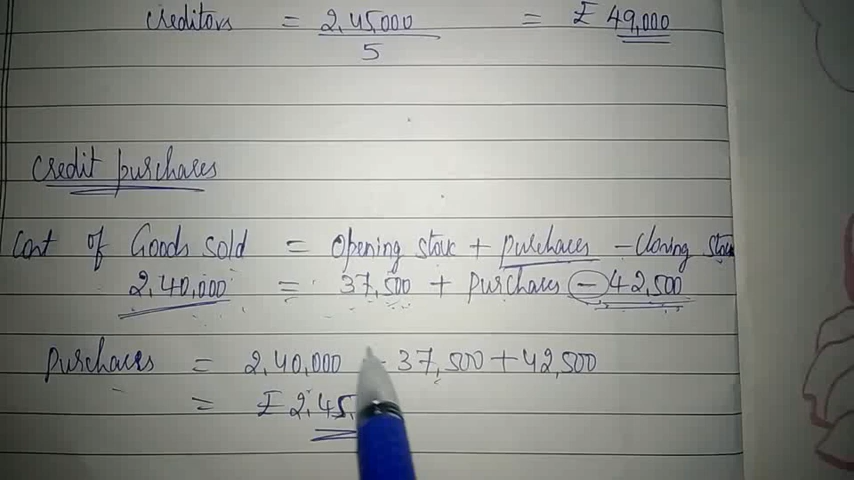 creditors = 2,45,000 / 5 = ₹ 49,000
Credit purchases
Cost of Goods sold = Opening stock + purchases - closing stock
2,40,000 = 37,500 + purchases - 42,500
Purchases = 2,40,000 - 37,500 + 42,500
= ₹ 2,45,